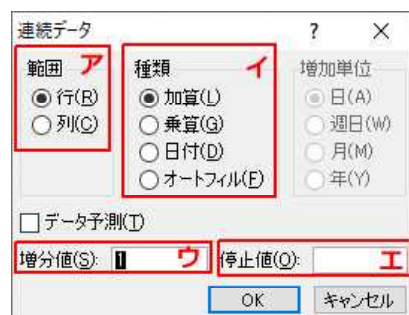 連続データ ? ×
範囲 ア
行(R)
列(C)
種類 イ
加算(L)
乗算(G)
日付(D)
オートフィル(F)
増加単位
日(A)
週日(W)
月(M)
年(Y)
データ予測(T)
増分値(S): 1 ウ 停止値(O): エ
OK キャンセル